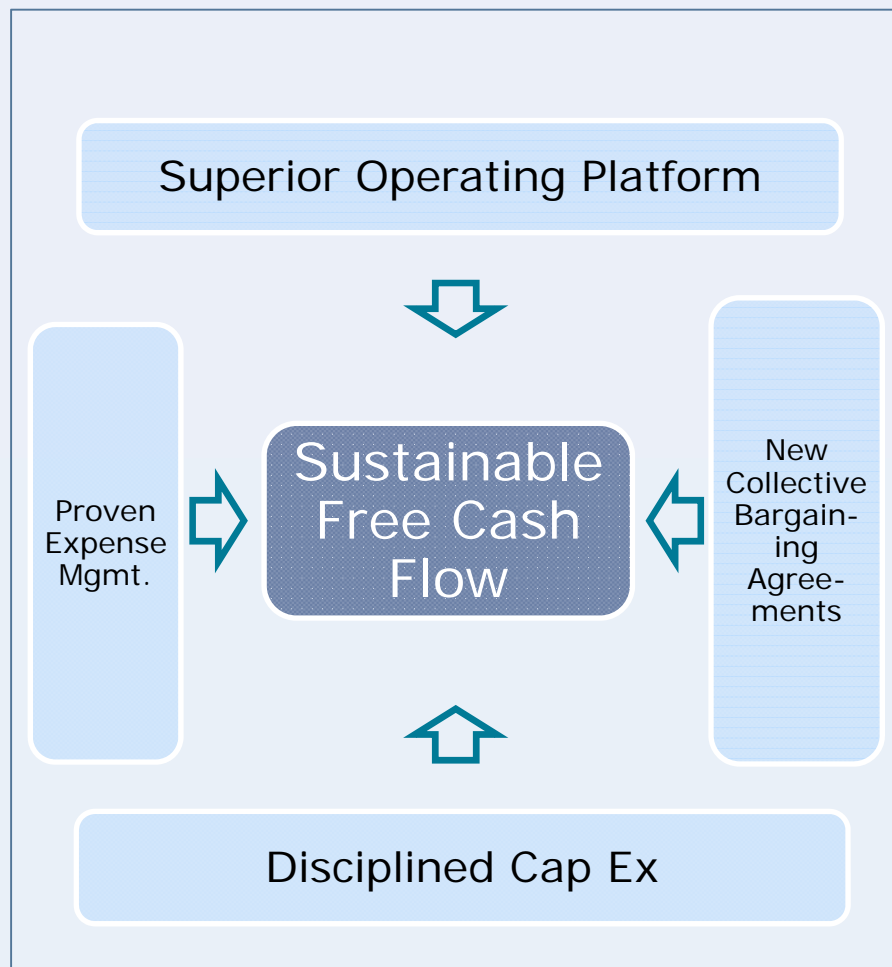 Superior Operating Platform
Proven
Expense
Mgmt.
Sustainable
Free Cash
Flow
New
Collective
Bargain-
ing
Agree-
ments
Disciplined Cap Ex